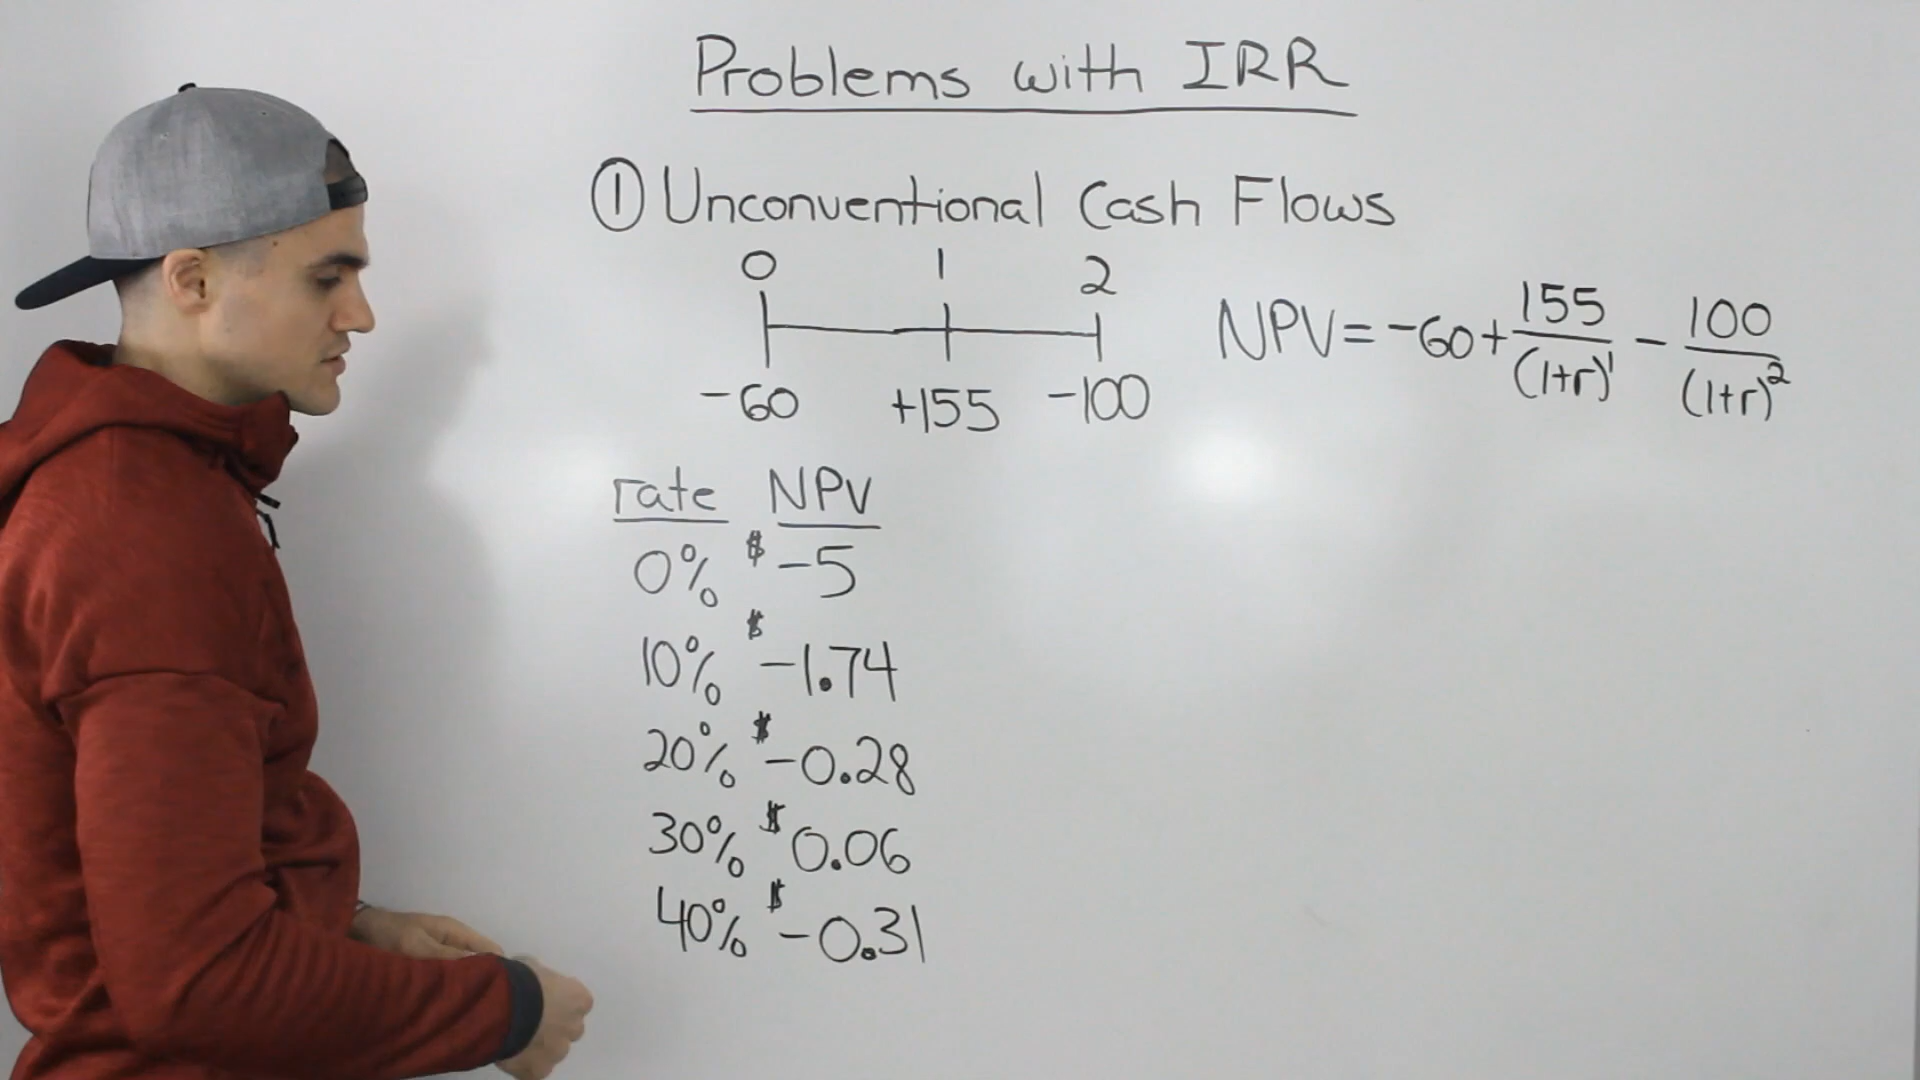 Problems with IRR
① Unconventional Cash Flows
0 1 2
-60 +155 -100
NPV = -60 + 155/(1+r)^1 - 100/(1+r)^2
rate NPV
0% $-5
10% $-1.74
20% $-0.28
30% $0.06
40% $-0.31